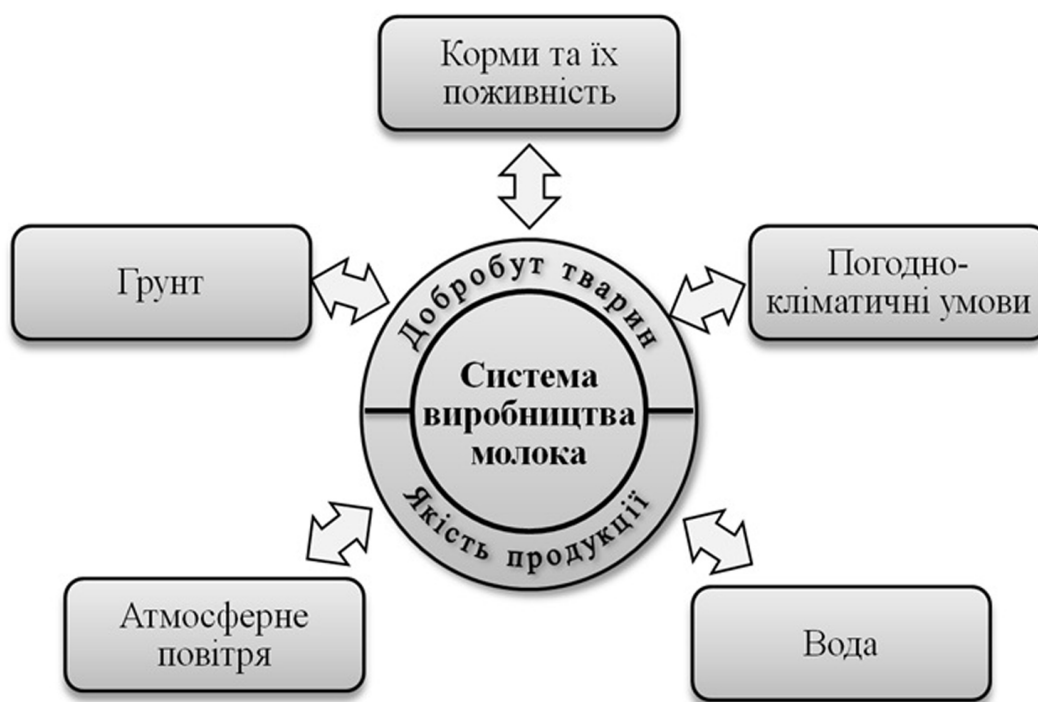 Корми та їх
поживність
Грунт
Погодно-
кліматичні умови
Добробут тварин
Система
виробництва
молока
Якість продукції
Атмосферне
повітря
Вода